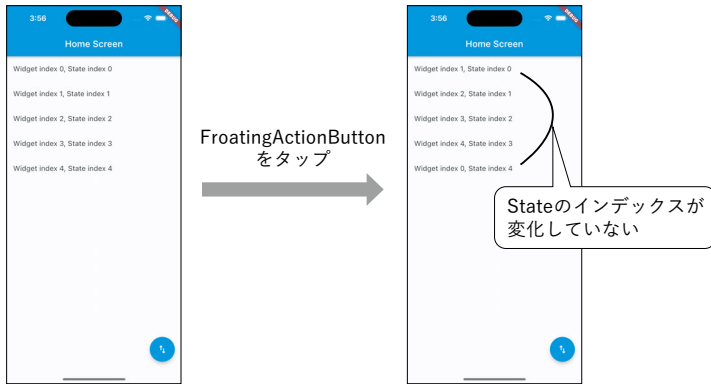 3:56
DEBUG
Home Screen
Widget index 0, State index 0
Widget index 1, State index 1
Widget index 2, State index 2
Widget index 3, State index 3
Widget index 4, State index 4
FroatingActionButton
をタップ
3:56
DEBUG
Home Screen
Widget index 1, State index 0
Widget index 2, State index 1
Widget index 3, State index 2
Widget index 4, State index 3
Widget index 0, State index 4
Stateのインデックスが
変化していない